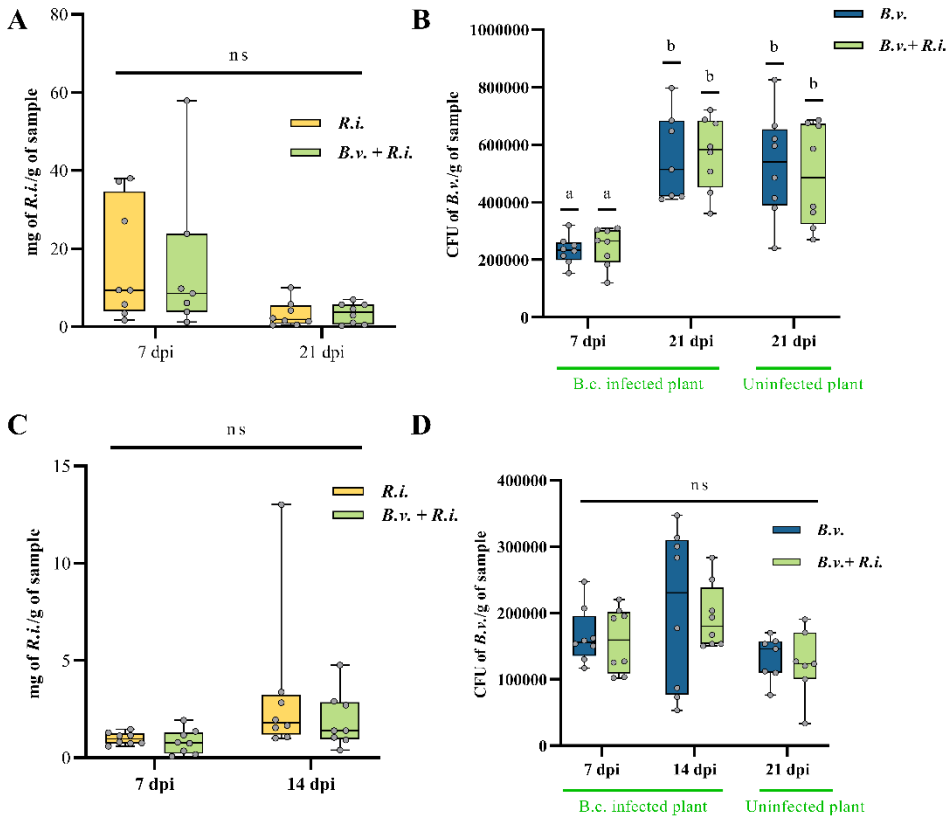 A
mg of R.i./g of sample
80
60
40
20
0
ns
R.i.
B.v. + R.i.
7 dpi
21 dpi
B
CFU of B.v./g of sample
1000000
800000
600000
400000
200000
0
B.v.
B.v.+ R.i.
a
a
b
b
b
b
7 dpi
21 dpi
21 dpi
B.c. infected plant
Uninfected plant
C
mg of R.i./g of sample
15
10
5
0
ns
R.i.
B.v. + R.i.
7 dpi
14 dpi
D
CFU of B.v./g of sample
400000
300000
200000
100000
0
ns
B.v.
B.v.+ R.i.
7 dpi
14 dpi
21 dpi
B.c. infected plant
Uninfected plant